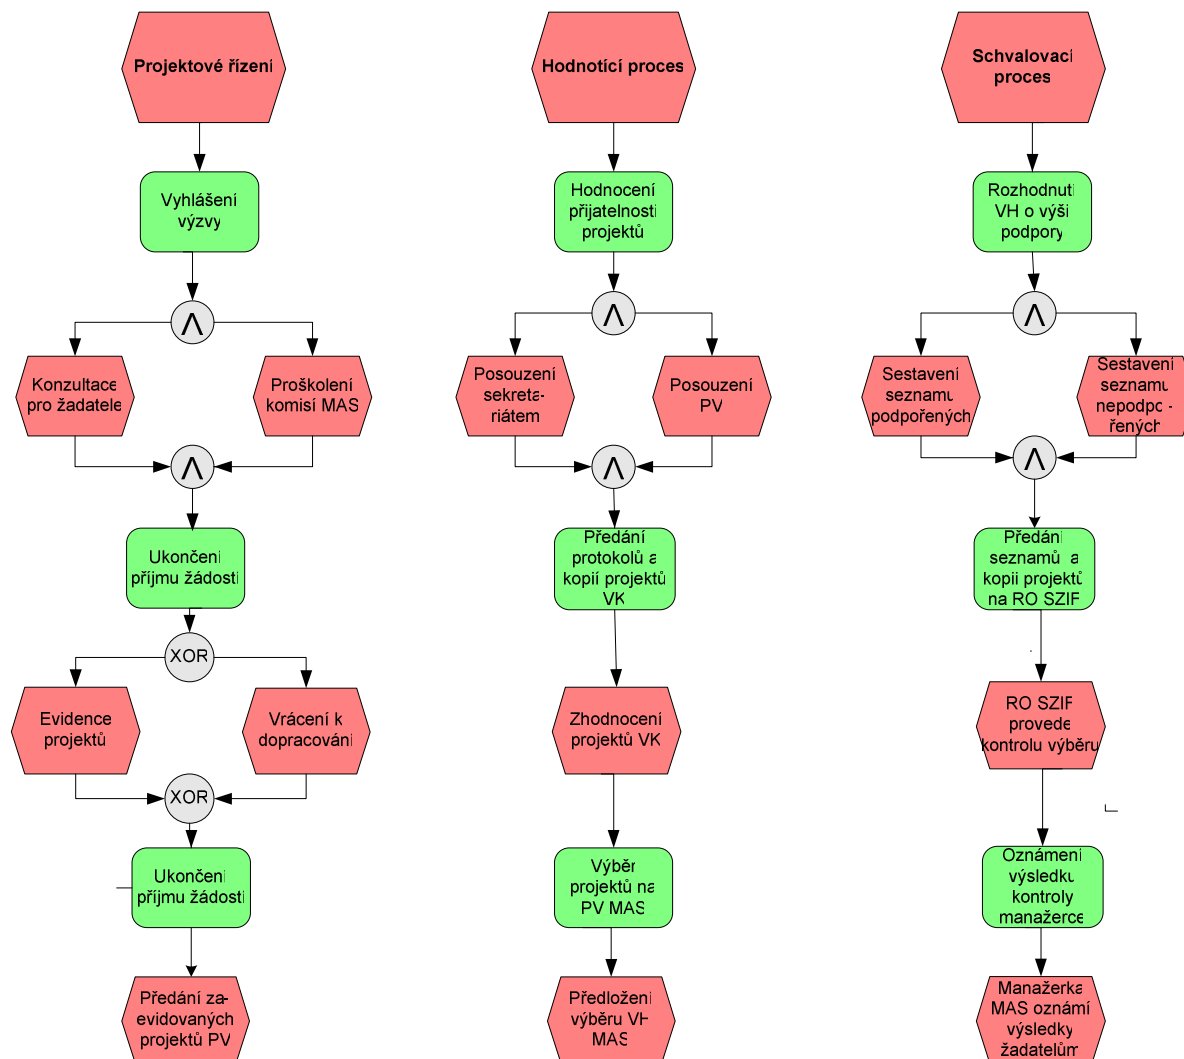 Projektové řízení
Vyhlášení
výzvy
Λ
Konzultace
pro žadatele
Proškolení
komisí MAS
Λ
Ukončení
příjmu žádostí
XOR
Evidence
projektů
Vrácení k
dopracování
XOR
Ukončení
příjmu žádostí
Předání za-
evidovaných
projektů PV
Hodnotící proces
Hodnocení
přijatelnosti
projektů
Λ
Posouzení
sekreta-
riátem
Posouzení
PV
Λ
Předání
protokolů a
kopií projektů
VK
Zhodnocení
projektů VK
Výběr
projektů na
PV MAS
Předložení
výběru VH
MAS
Schvalovací
proces
Rozhodnutí
VH o výši
podpory
Λ
Sestavení
seznamu
podpořených
Sestavení
seznamu
nepodpo-
řených
Λ
Předání
seznamů a
kopii projektů
na RO SZIF
RO SZIF
provede
kontrolu výběru
Oznámení
výsledku
kontroly
manažerce
Manažerka
MAS oznámí
výsledky
žadatelům